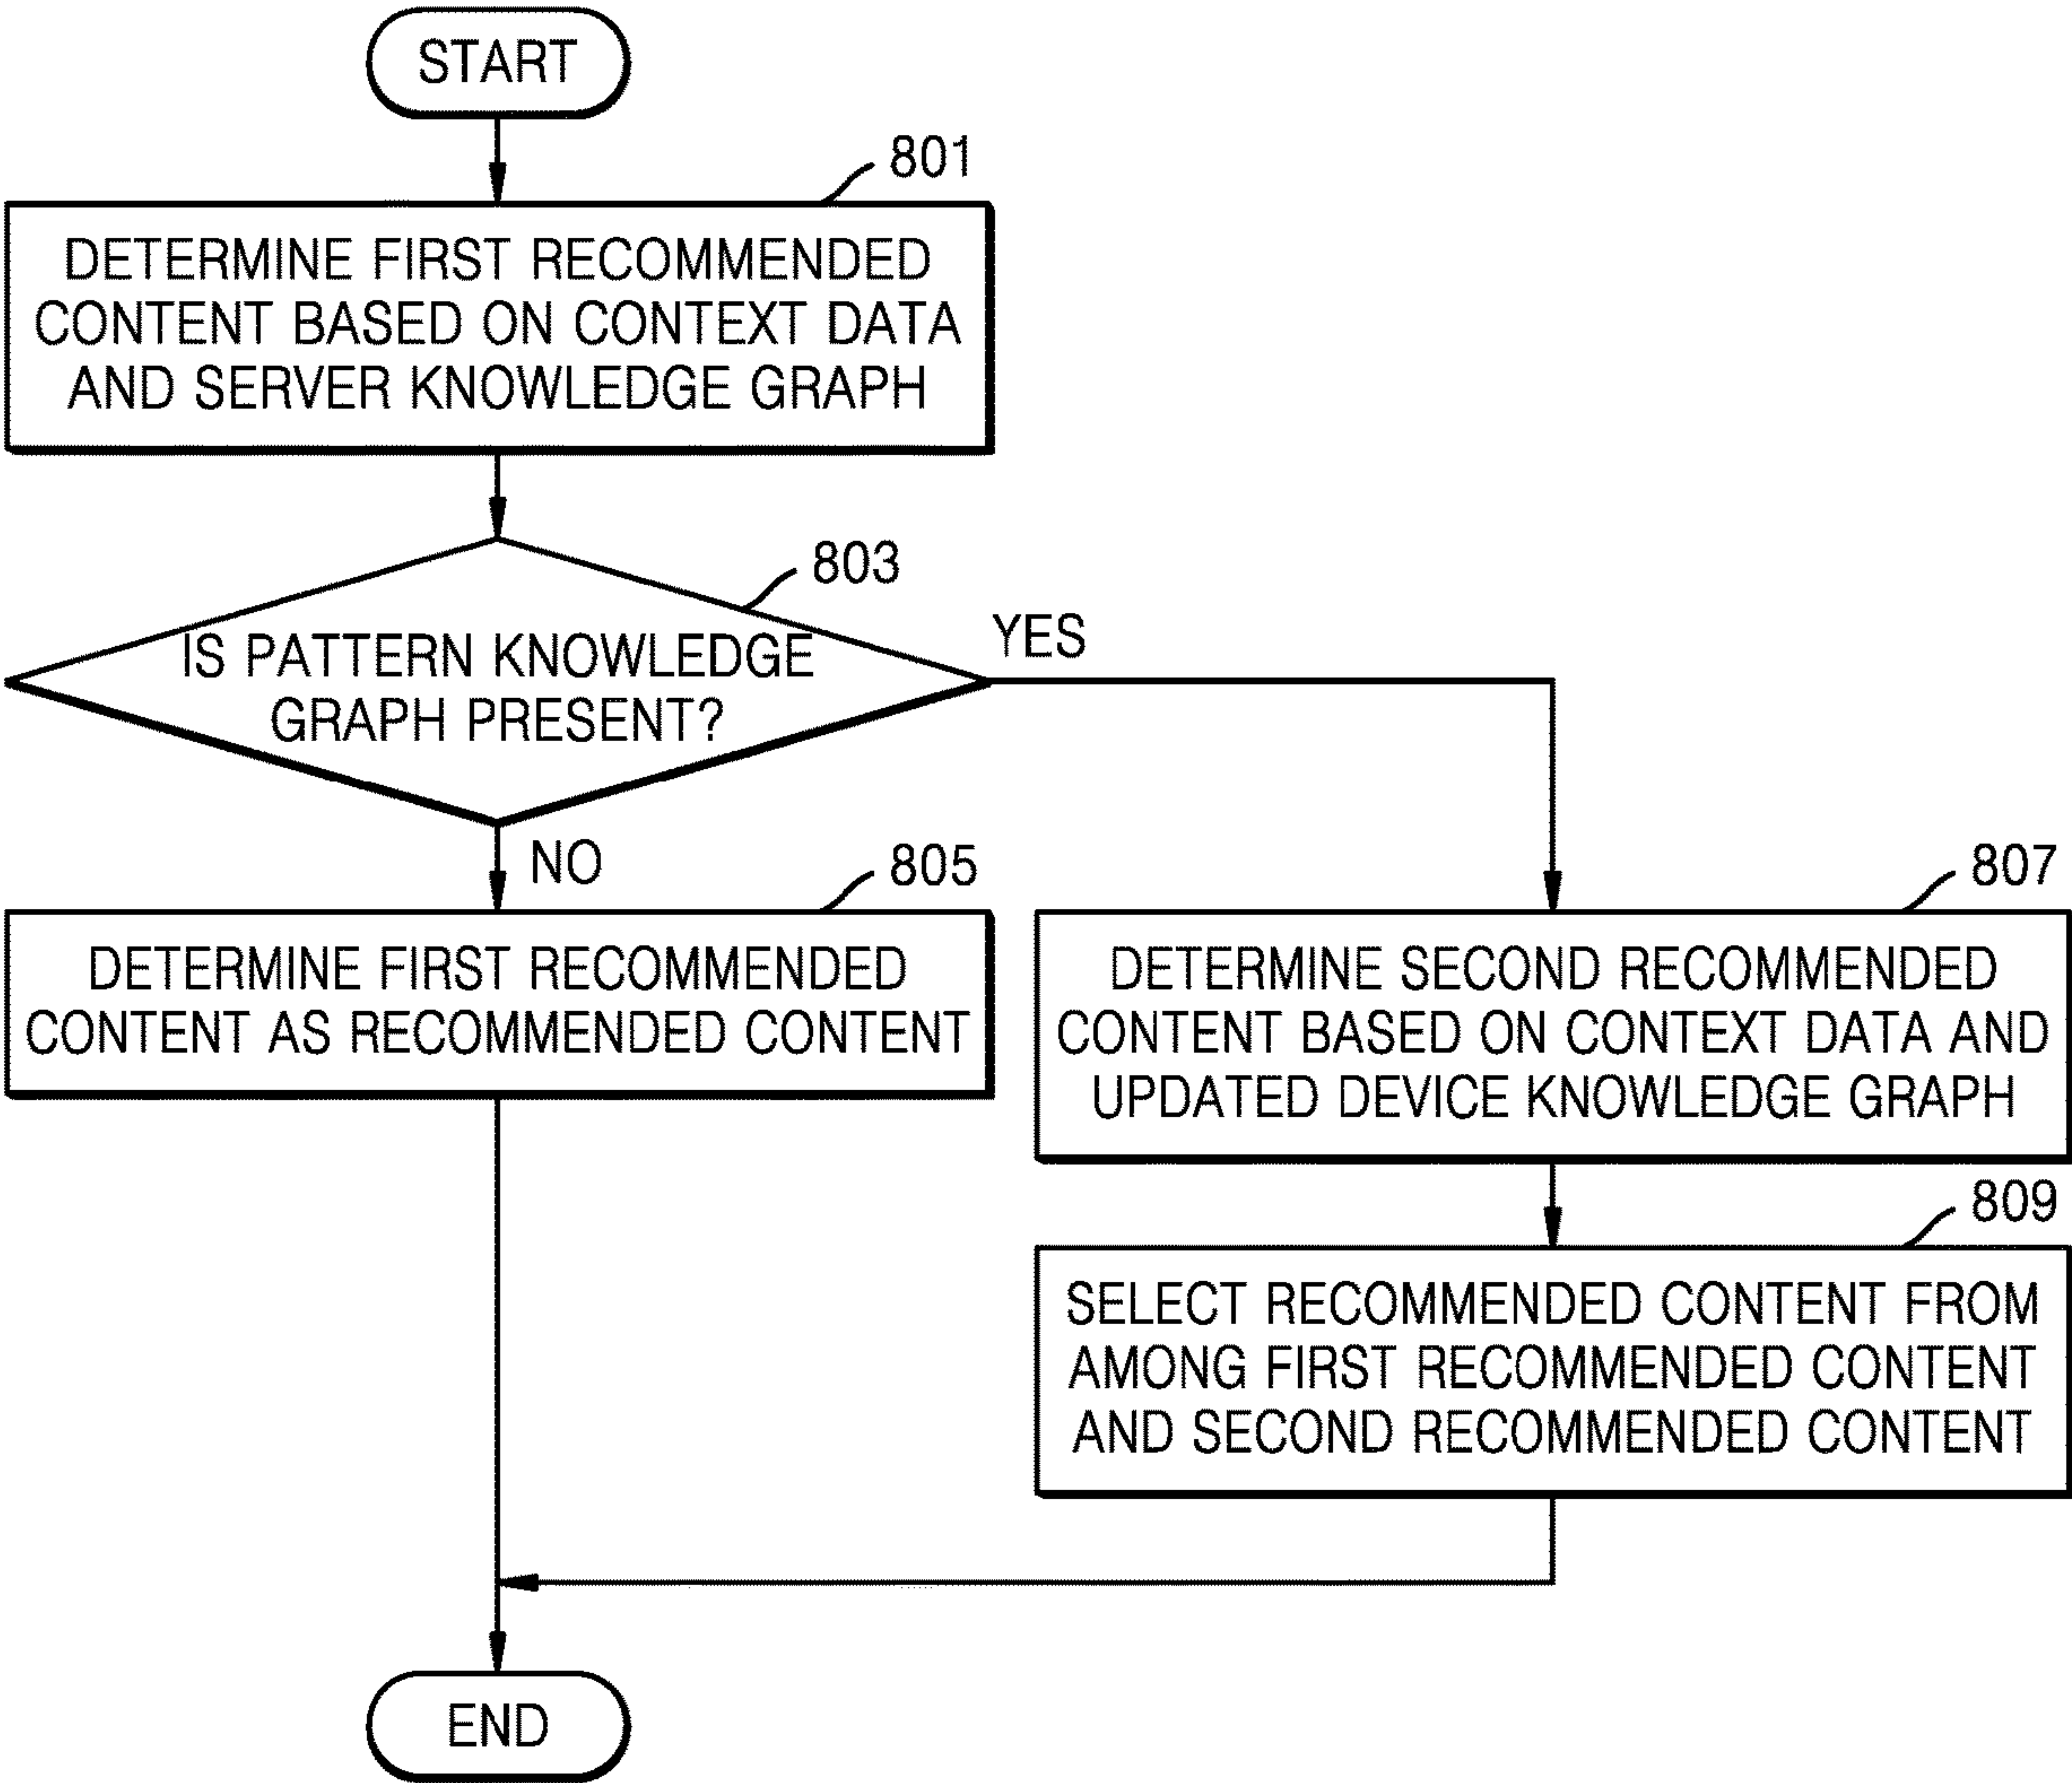 START
801
DETERMINE FIRST RECOMMENDED
CONTENT BASED ON CONTEXT DATA
AND SERVER KNOWLEDGE GRAPH
803
IS PATTERN KNOWLEDGE
GRAPH PRESENT?
YES
NO
805
DETERMINE FIRST RECOMMENDED
CONTENT AS RECOMMENDED CONTENT
807
DETERMINE SECOND RECOMMENDED
CONTENT BASED ON CONTEXT DATA AND
UPDATED DEVICE KNOWLEDGE GRAPH
809
SELECT RECOMMENDED CONTENT FROM
AMONG FIRST RECOMMENDED CONTENT
AND SECOND RECOMMENDED CONTENT
END